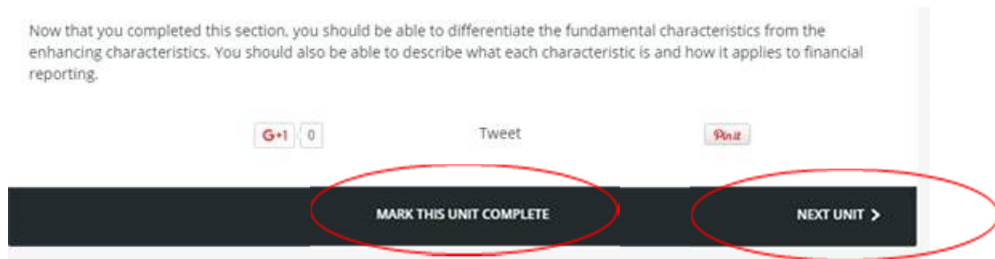 Now that you completed this section, you should be able to differentiate the fundamental characteristics from the
enhancing characteristics. You should also be able to describe what each characteristic is and how it applies to financial
reporting.
G+1 0 Tweet Pin it
MARK THIS UNIT COMPLETE NEXT UNIT >